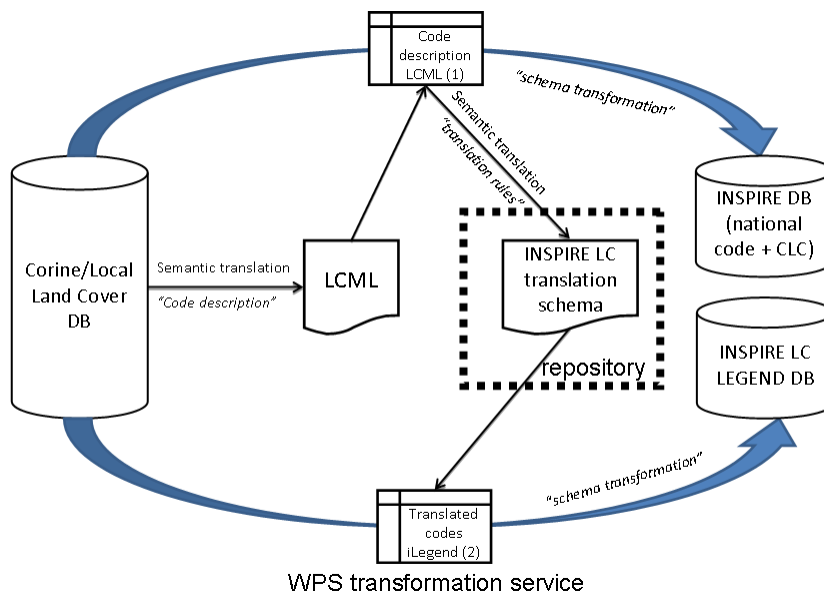 Code
description
LCML (1)
“schema transformation”
Semantic translation
“translation rules”
Corine/Local
Land Cover
DB
Semantic translation
“Code description”
LCML
INSPIRE LC
translation
schema
repository
INSPIRE DB
(national
code + CLC)
INSPIRE LC
LEGEND DB
“schema transformation”
Translated
codes
iLegend (2)
WPS transformation service